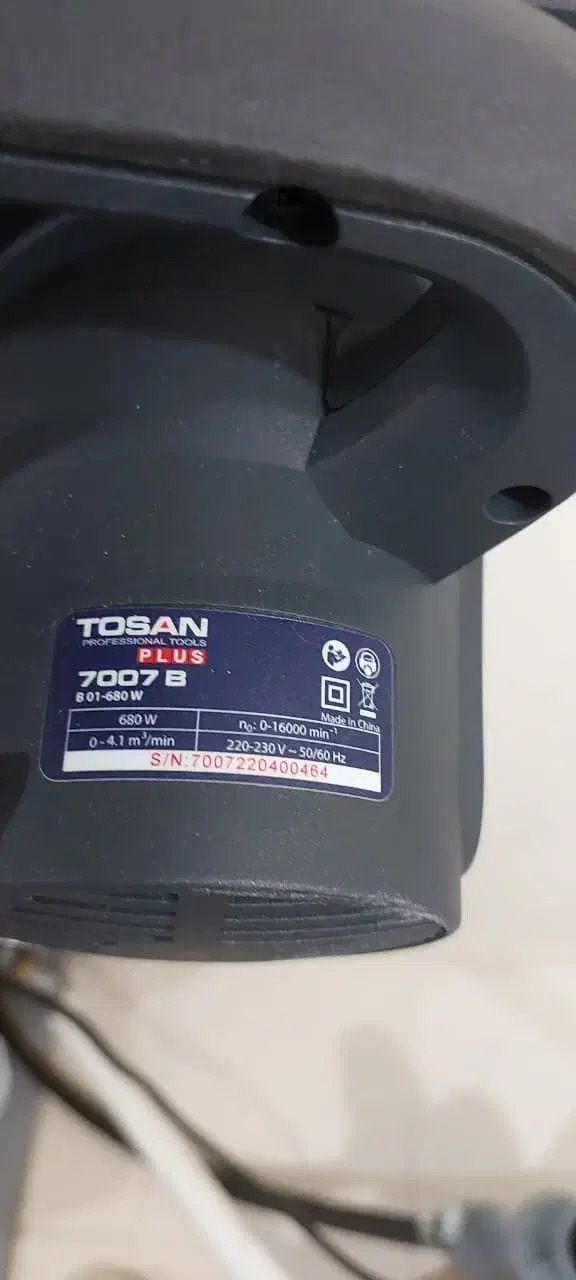 TOSAN
PROFESSIONAL TOOLS
PLUS
7007 B
B 01-680 W
Made in China
680 W
n₀: 0-16000 min⁻¹
0-4.1 m³/min
220-230 V ~ 50/60 Hz
S/N:7007220400464